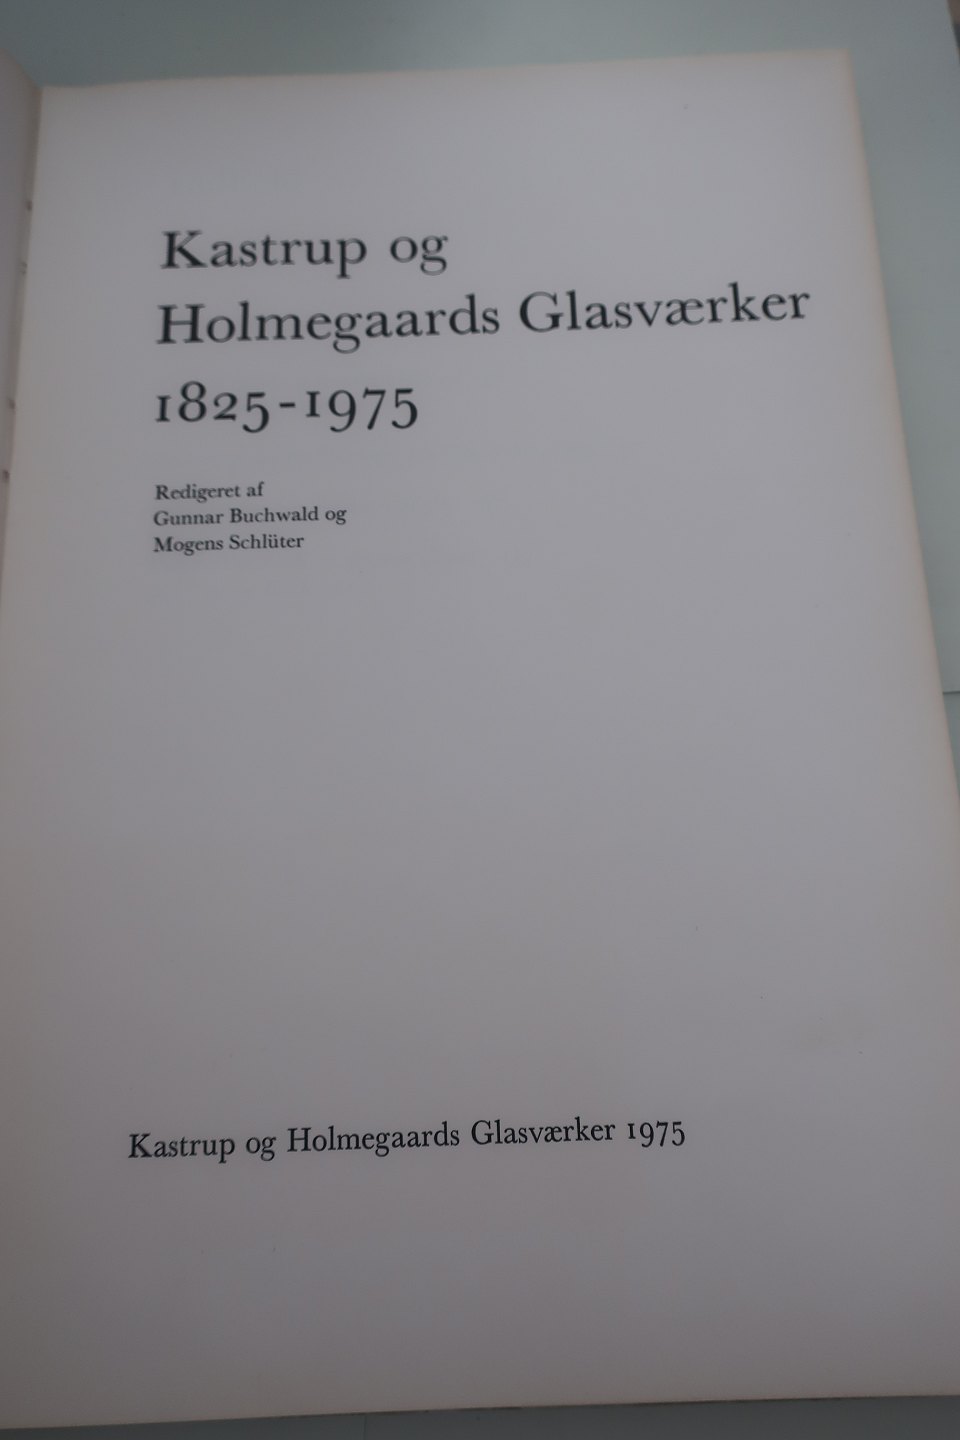 Kastrup og
Holmegaards Glasværker
1825-1975
Redigeret af
Gunnar Buchwald og
Mogens Schlüter
Kastrup og Holmegaards Glasværker 1975